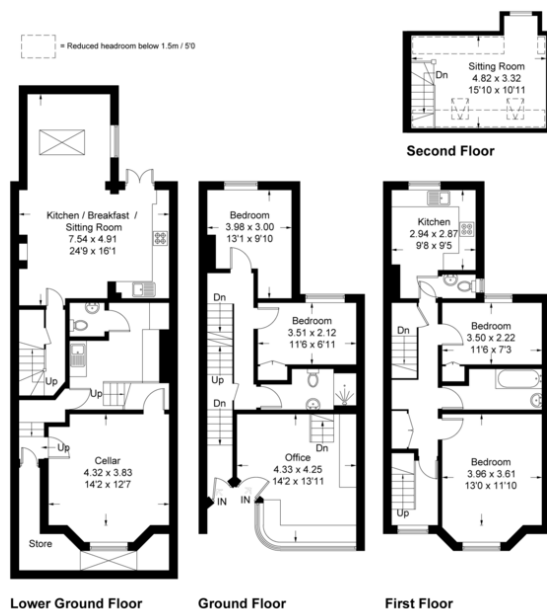 = Reduced headroom below 1.5m / 5'0
Sitting Room
4.82 x 3.32
15'10 x 10'11
Dn
Second Floor
Kitchen / Breakfast /
Sitting Room
7.54 x 4.91
24'9 x 16'1
Up
Up
Up
Cellar
4.32 x 3.83
14'2 x 12'7
Store
Lower Ground Floor
Bedroom
3.98 x 3.00
13'1 x 9'10
Dn
Bedroom
3.51 x 2.12
11'6 x 6'11
Up
Dn
Dn
Office
4.33 x 4.25
14'2 x 13'11
IN
IN
Ground Floor
Kitchen
2.94 x 2.87
9'8 x 9'5
Dn
Bedroom
3.50 x 2.22
11'6 x 7'3
Bedroom
3.96 x 3.61
13'0 x 11'10
Up
First Floor